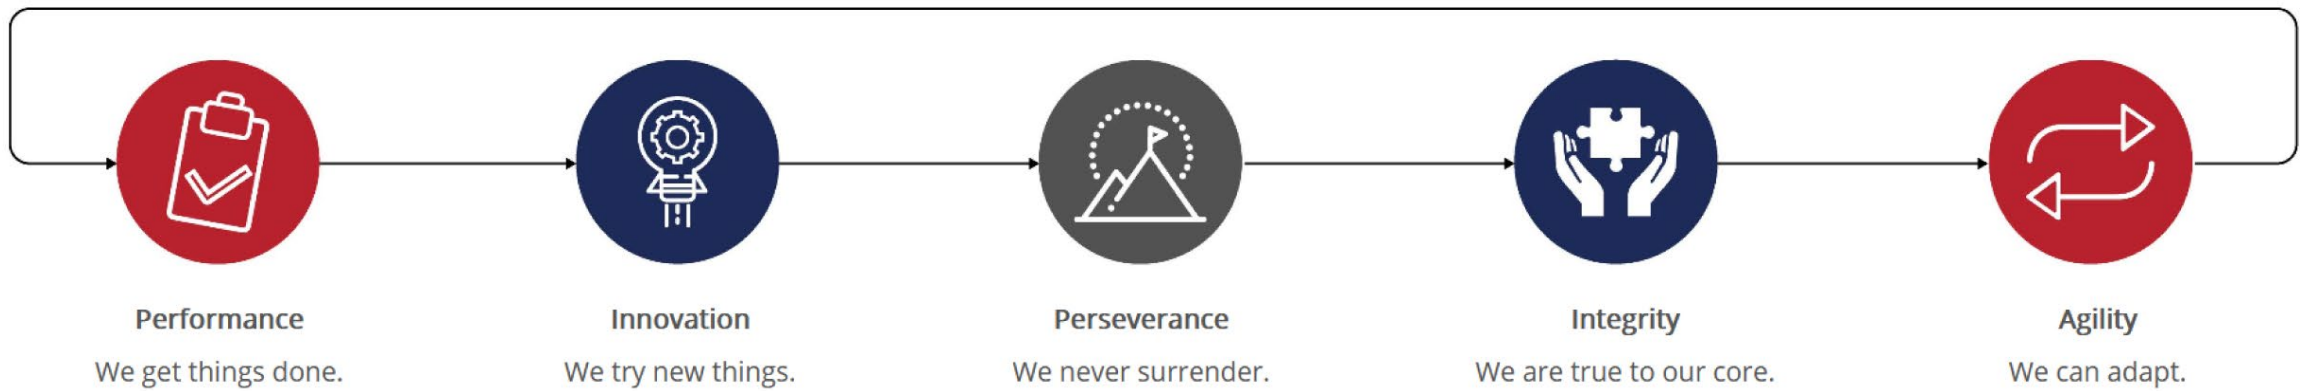 Performance
We get things done.
Innovation
We try new things.
Perseverance
We never surrender.
Integrity
We are true to our core.
Agility
We can adapt.